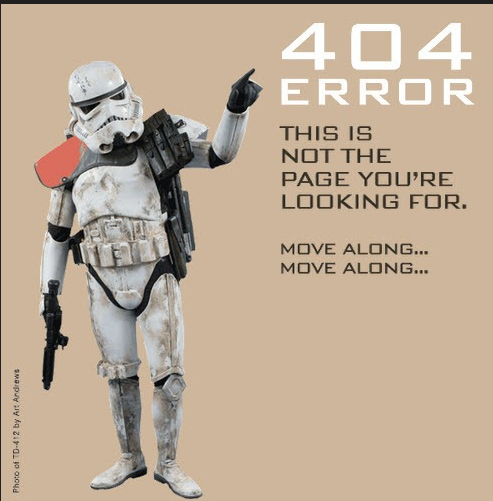 404
ERROR
THIS IS
NOT THE
PAGE YOU'RE
LOOKING FOR.
MOVE ALONG...
MOVE ALONG...
Photo of TD-412 by Art Andrews